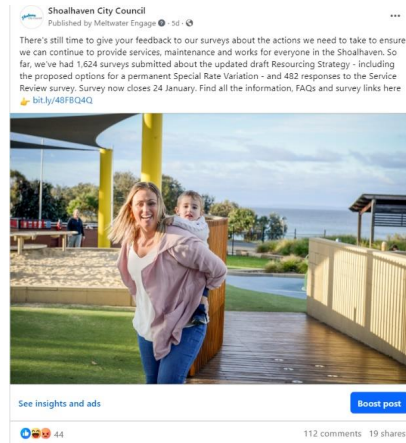 Shoalhaven City Council
Published by Meltwater Engage · 5d ·
There's still time to give your feedback to our surveys about the actions we need to take to ensure
we can continue to provide services, maintenance and works for everyone in the Shoalhaven. So
far, we've had 1,624 surveys submitted about the updated draft Resourcing Strategy - including
the proposed options for a permanent Special Rate Variation - and 482 responses to the Service
Review survey. Survey now closes 24 January. Find all the information, FAQs and survey links here
👉 bit.ly/48FBQ4Q
See insights and ads
Boost post
44
112 comments 19 shares